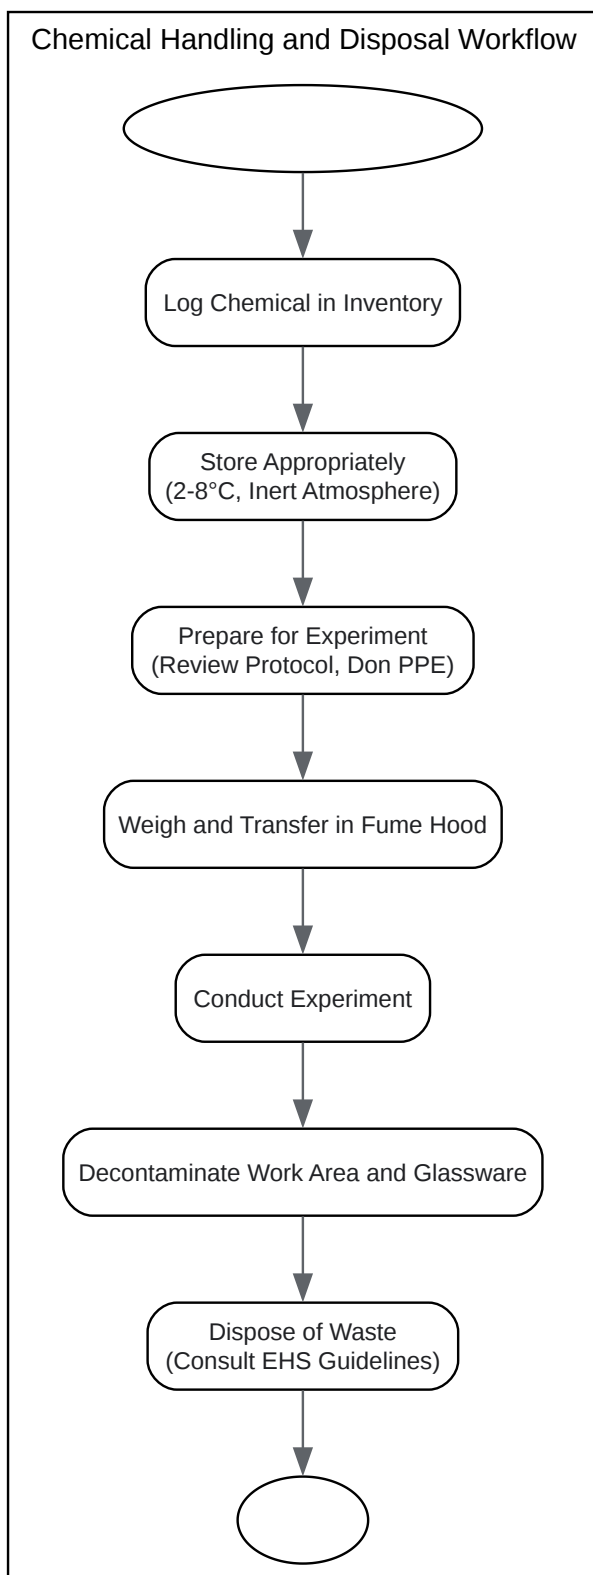 Chemical Handling and Disposal Workflow
Log Chemical in Inventory
Store Appropriately
(2-8°C, Inert Atmosphere)
Prepare for Experiment
(Review Protocol, Don PPE)
Weigh and Transfer in Fume Hood
Conduct Experiment
Decontaminate Work Area and Glassware
Dispose of Waste
(Consult EHS Guidelines)